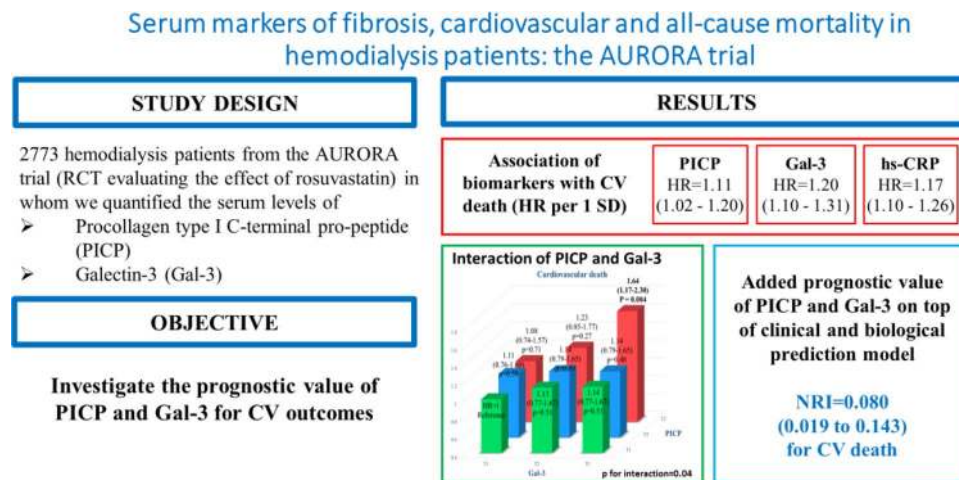 Serum markers of fibrosis, cardiovascular and all-cause mortality in
hemodialysis patients: the AURORA trial
STUDY DESIGN
2773 hemodialysis patients from the AURORA
trial (RCT evaluating the effect of rosuvastatin) in
whom we quantified the serum levels of
➢ Procollagen type I C-terminal pro-peptide
(PICP)
➢ Galectin-3 (Gal-3)
OBJECTIVE
Investigate the prognostic value of
PICP and Gal-3 for CV outcomes
RESULTS
Association of
biomarkers with CV
death (HR per 1 SD)
PICP
HR=1.11
(1.02 - 1.20)
Gal-3
HR=1.20
(1.10 - 1.31)
hs-CRP
HR=1.17
(1.10 - 1.26)
Interaction of PICP and Gal-3
Cardiovascular death
1.64
(1.17-2.30)
P = 0.004
1.23
(0.85-1.77)
p=0.27
1.08
(0.74-1.57)
p=0.71
1.11
PICP
Gal-3
p for interaction=0.04
Added prognostic value
of PICP and Gal-3 on top
of clinical and biological
prediction model
NRI=0.080
(0.019 to 0.143)
for CV death